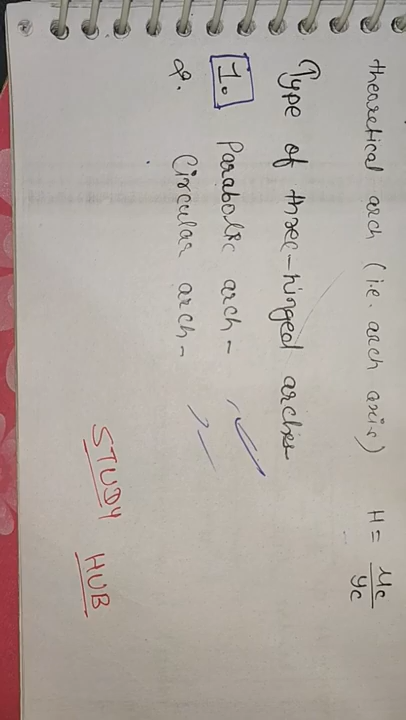 theoretical arch (i.e. arch axis) H = Mc/yc
Type of three-hinged arches
1. Parabolic arch-
2. Circular arch-
STUDY HUB